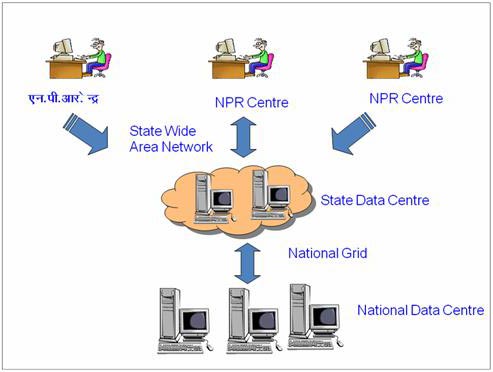 एन.पी.आर. न्द्र
NPR Centre
NPR Centre
State Wide
Area Network
State Data Centre
National Grid
National Data Centre